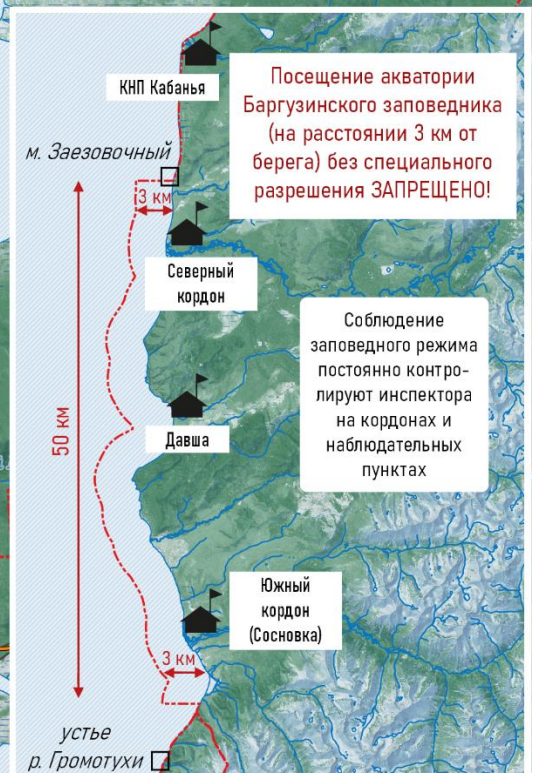 КНП Кабанья
Посещение акватории
Баргузинского заповедника
(на расстоянии 3 км от
берега) без специального
разрешения ЗАПРЕЩЕНО!
м. Заезовочный
3 км
Северный
кордон
Соблюдение
заповедного режима
постоянно контро-
лируют инспектора
на кордонах и
наблюдательных
пунктах
50 км
Давша
Южный
кордон
(Сосновка)
3 км
устье
р. Громотухи